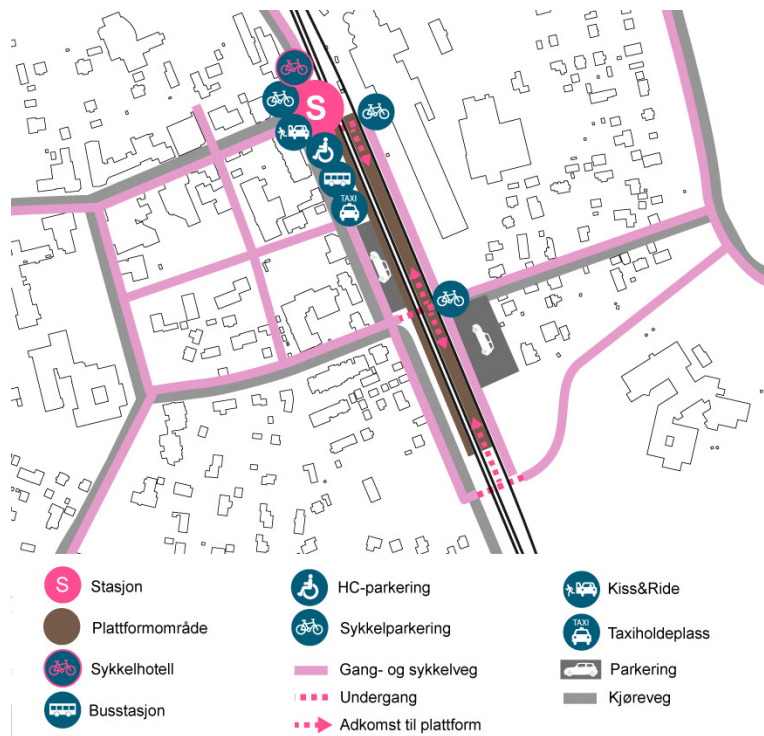 S
TAXI
S
Stasjon
Plattformområde
Sykkelhotell
Busstasjon
HC-parkering
Sykkelparkering
Gang- og sykkelveg
Undergang
Adkomst til plattform
Kiss&Ride
TAXI
Taxiholdeplass
Parkering
Kjøreveg